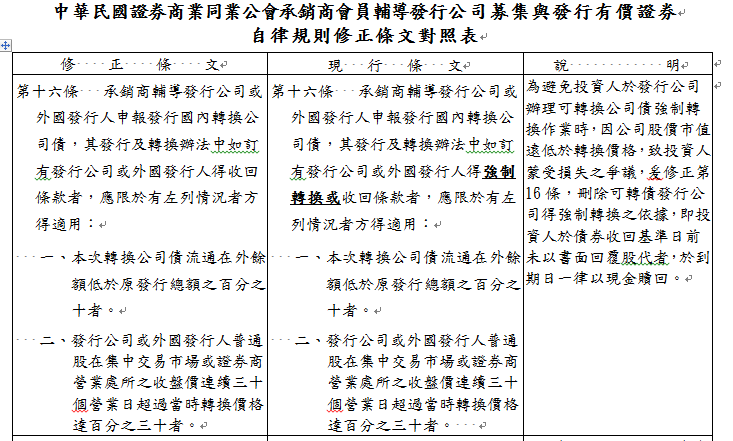 中華民國證券商業同業公會承銷商會員輔導發行公司募集與發行有價證券
自律規則修正條文對照表
修正條文
現行條文
說明
第十六條 承銷商輔導發行公司或
外國發行人申報發行國內轉換公
司債，其發行及轉換辦法中如訂
有發行公司或外國發行人得收回
條款者，應限於有左列情況者方
得適用：
一、本次轉換公司債流通在外餘
額低於原發行總額之百分之
十者。
二、發行公司或外國發行人普通
股在集中交易市場或證券商
營業處所之收盤價連續三十
個營業日超過當時轉換價格
達百分之三十者。
第十六條 承銷商輔導發行公司或
外國發行人申報發行國內轉換公
司債，其發行及轉換辦法中如訂
有發行公司或外國發行人得強制
轉換或收回條款者，應限於有左
列情況者方得適用：
一、本次轉換公司債流通在外餘
額低於原發行總額之百分之
十者。
二、發行公司或外國發行人普通
股在集中交易市場或證券商
營業處所之收盤價連續三十
個營業日超過當時轉換價格
達百分之三十者。
為避免投資人於發行公司
辦理可轉換公司債強制轉
換作業時，因公司股價市值
遠低於轉換價格，致投資人
蒙受損失之爭議，爰修正第
16 條，刪除可轉債發行公
司得強制轉換之依據，即投
資人於債券收回基準日前
未以書面回覆股代者，於到
期日一律以現金贖回。